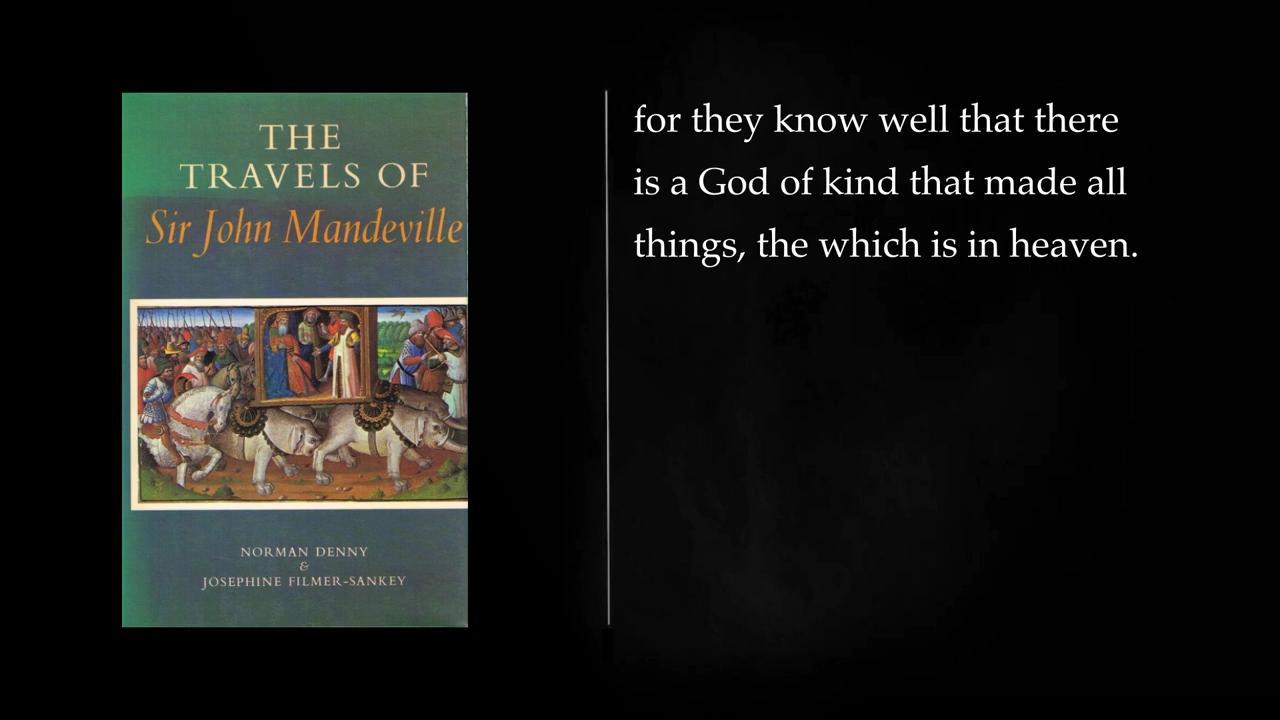 THE
TRAVELS OF
Sir John Mandeville
NORMAN DENNY
&
JOSEPHINE FILMER-SANKEY
for they know well that there
is a God of kind that made all
things, the which is in heaven.